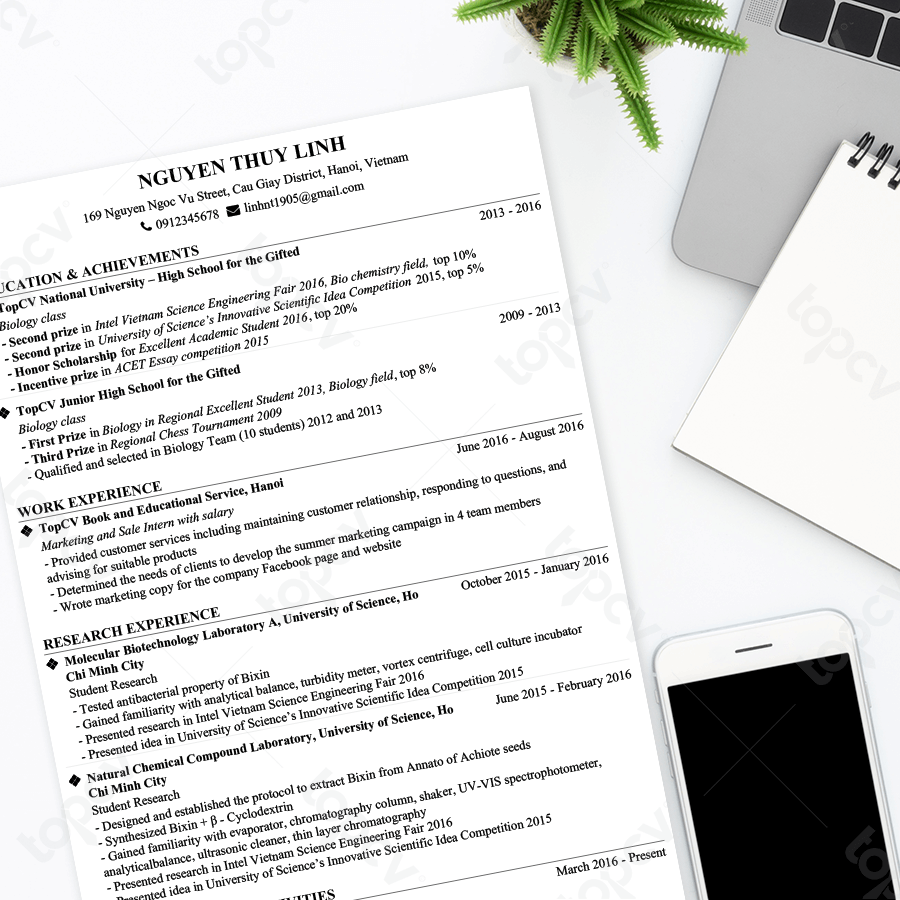 NGUYEN THUY LINH
169 Nguyen Ngoc Vu Street, Cau Giay District, Hanoi, Vietnam
0912345678 linhnt1905@gmail.com
UCATION & ACHIEVEMENTS
2013 - 2016
TopCV National University – High School for the Gifted
Biology class
- Second prize in Intel Vietnam Science Engineering Fair 2016, Bio chemistry field, top 10%
- Second prize in University of Science's Innovative Scientific Idea Competition 2015, top 5%
- Honor Scholarship for Excellent Academic Student 2016, top 20%
- Incentive prize in ACET Essay competition 2015
2009 - 2013
❖ TopCV Junior High School for the Gifted
Biology class
- First Prize in Biology in Regional Excellent Student 2013, Biology field, top 8%
- Third Prize in Regional Chess Tournament 2009
- Qualified and selected in Biology Team (10 students) 2012 and 2013
WORK EXPERIENCE
June 2016 - August 2016
❖ TopCV Book and Educational Service, Hanoi
Marketing and Sale Intern with salary
- Provided customer services including maintaining customer relationship, responding to questions, and
advising for suitable products
- Determined the needs of clients to develop the summer marketing campaign in 4 team members
- Wrote marketing copy for the company Facebook page and website
RESEARCH EXPERIENCE
October 2015 - January 2016
❖ Molecular Biotechnology Laboratory A, University of Science, Ho
Chi Minh City
Student Research
- Tested antibacterial property of Bixin
- Gained familiarity with analytical balance, turbidity meter, vortex centrifuge, cell culture incubator
- Presented research in Intel Vietnam Science Engineering Fair 2016
- Presented idea in University of Science's Innovative Scientific Idea Competition 2015
June 2015 - February 2016
❖ Natural Chemical Compound Laboratory, University of Science, Ho
Chi Minh City
Student Research
- Designed and established the protocol to extract Bixin from Annato of Achiote seeds
- Synthesized Bixin + β - Cyclodextrin
- Gained familiarity with evaporator, chromatography column, shaker, UV-VIS spectrophotometer,
analyticalbalance, ultrasonic cleaner, thin layer chromatography
- Presented research in Intel Vietnam Science Engineering Fair 2016
- Presented idea in University of Science's Innovative Scientific Idea Competition 2015
March 2016 - Present
topcv